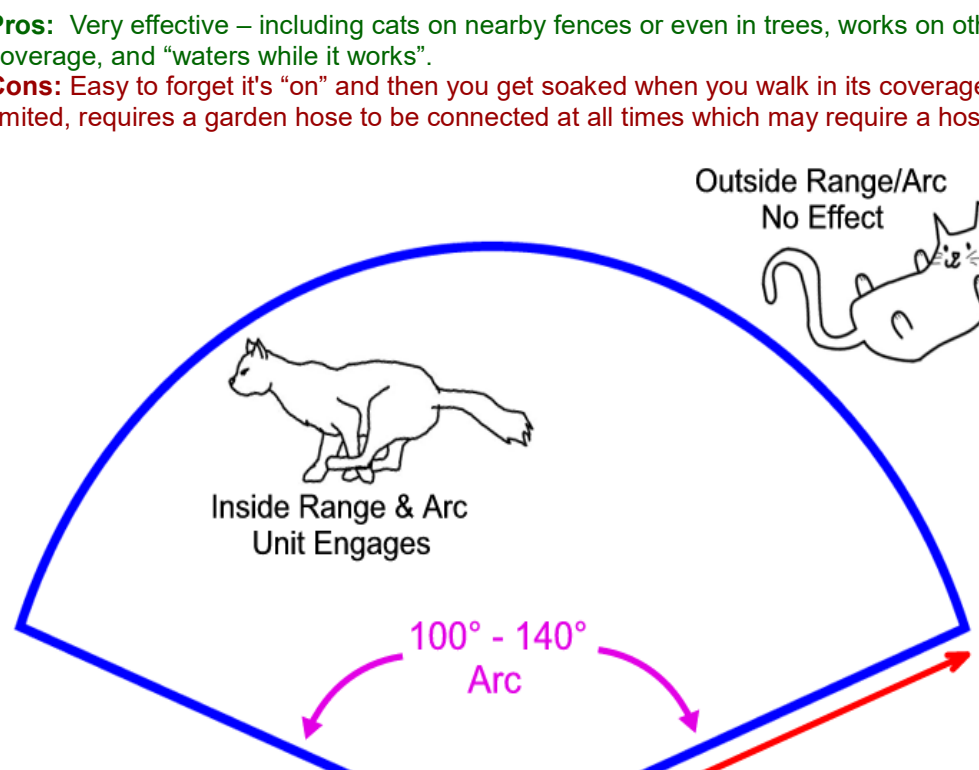 Pros: Very effective – including cats on nearby fences or even in trees, works on
overage, and “waters while it works”.
Cons: Easy to forget it's “on” and then you get soaked when you walk in its coverage
mited, requires a garden hose to be connected at all times which may require a
Outside Range/Arc
No Effect
Inside Range & Arc
Unit Engages
100° - 140°
Arc